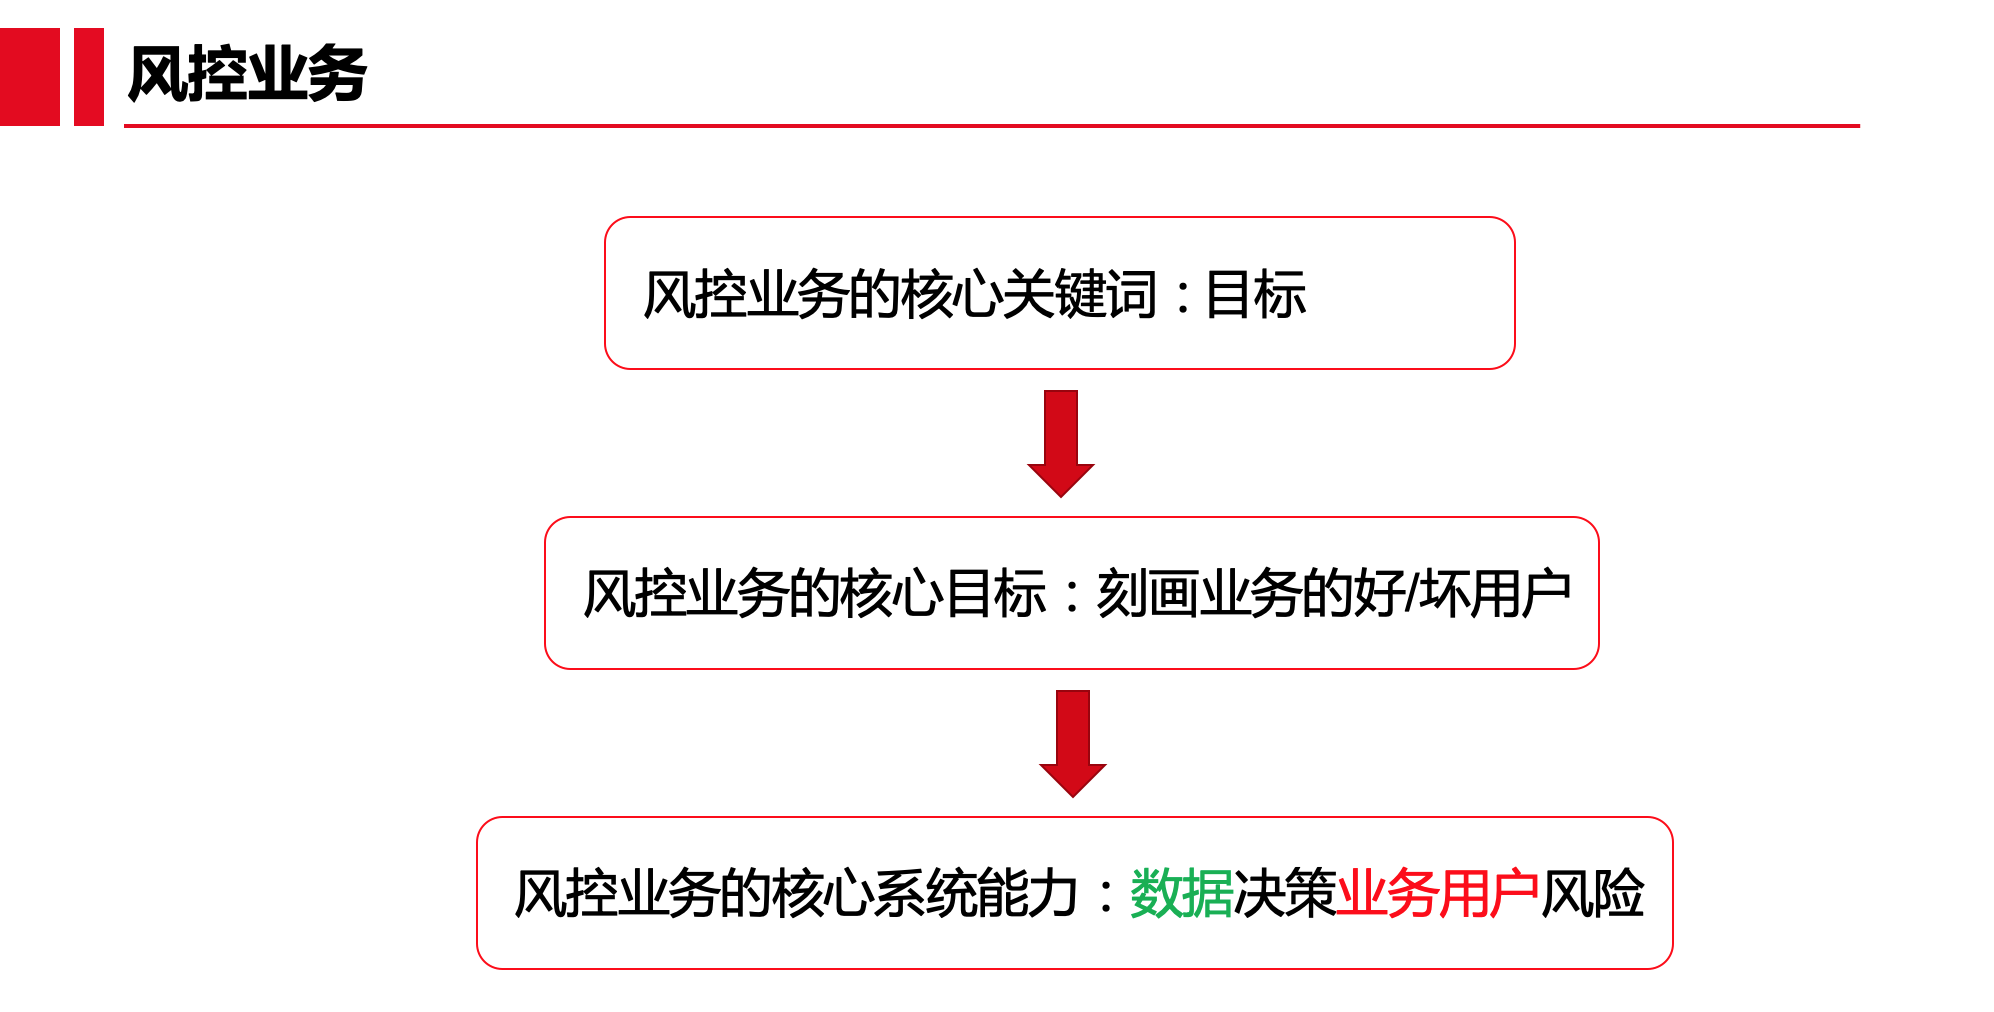 风控业务
风控业务的核心关键词：目标
风控业务的核心目标：刻画业务的好/坏用户
风控业务的核心系统能力：数据决策业务用户风险